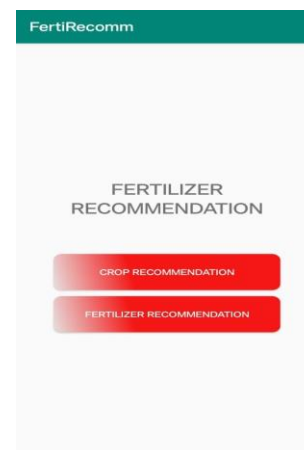 FertiRecomm
FERTILIZER
RECOMMENDATION
CROP RECOMMENDATION
FERTILIZER RECOMMENDATION